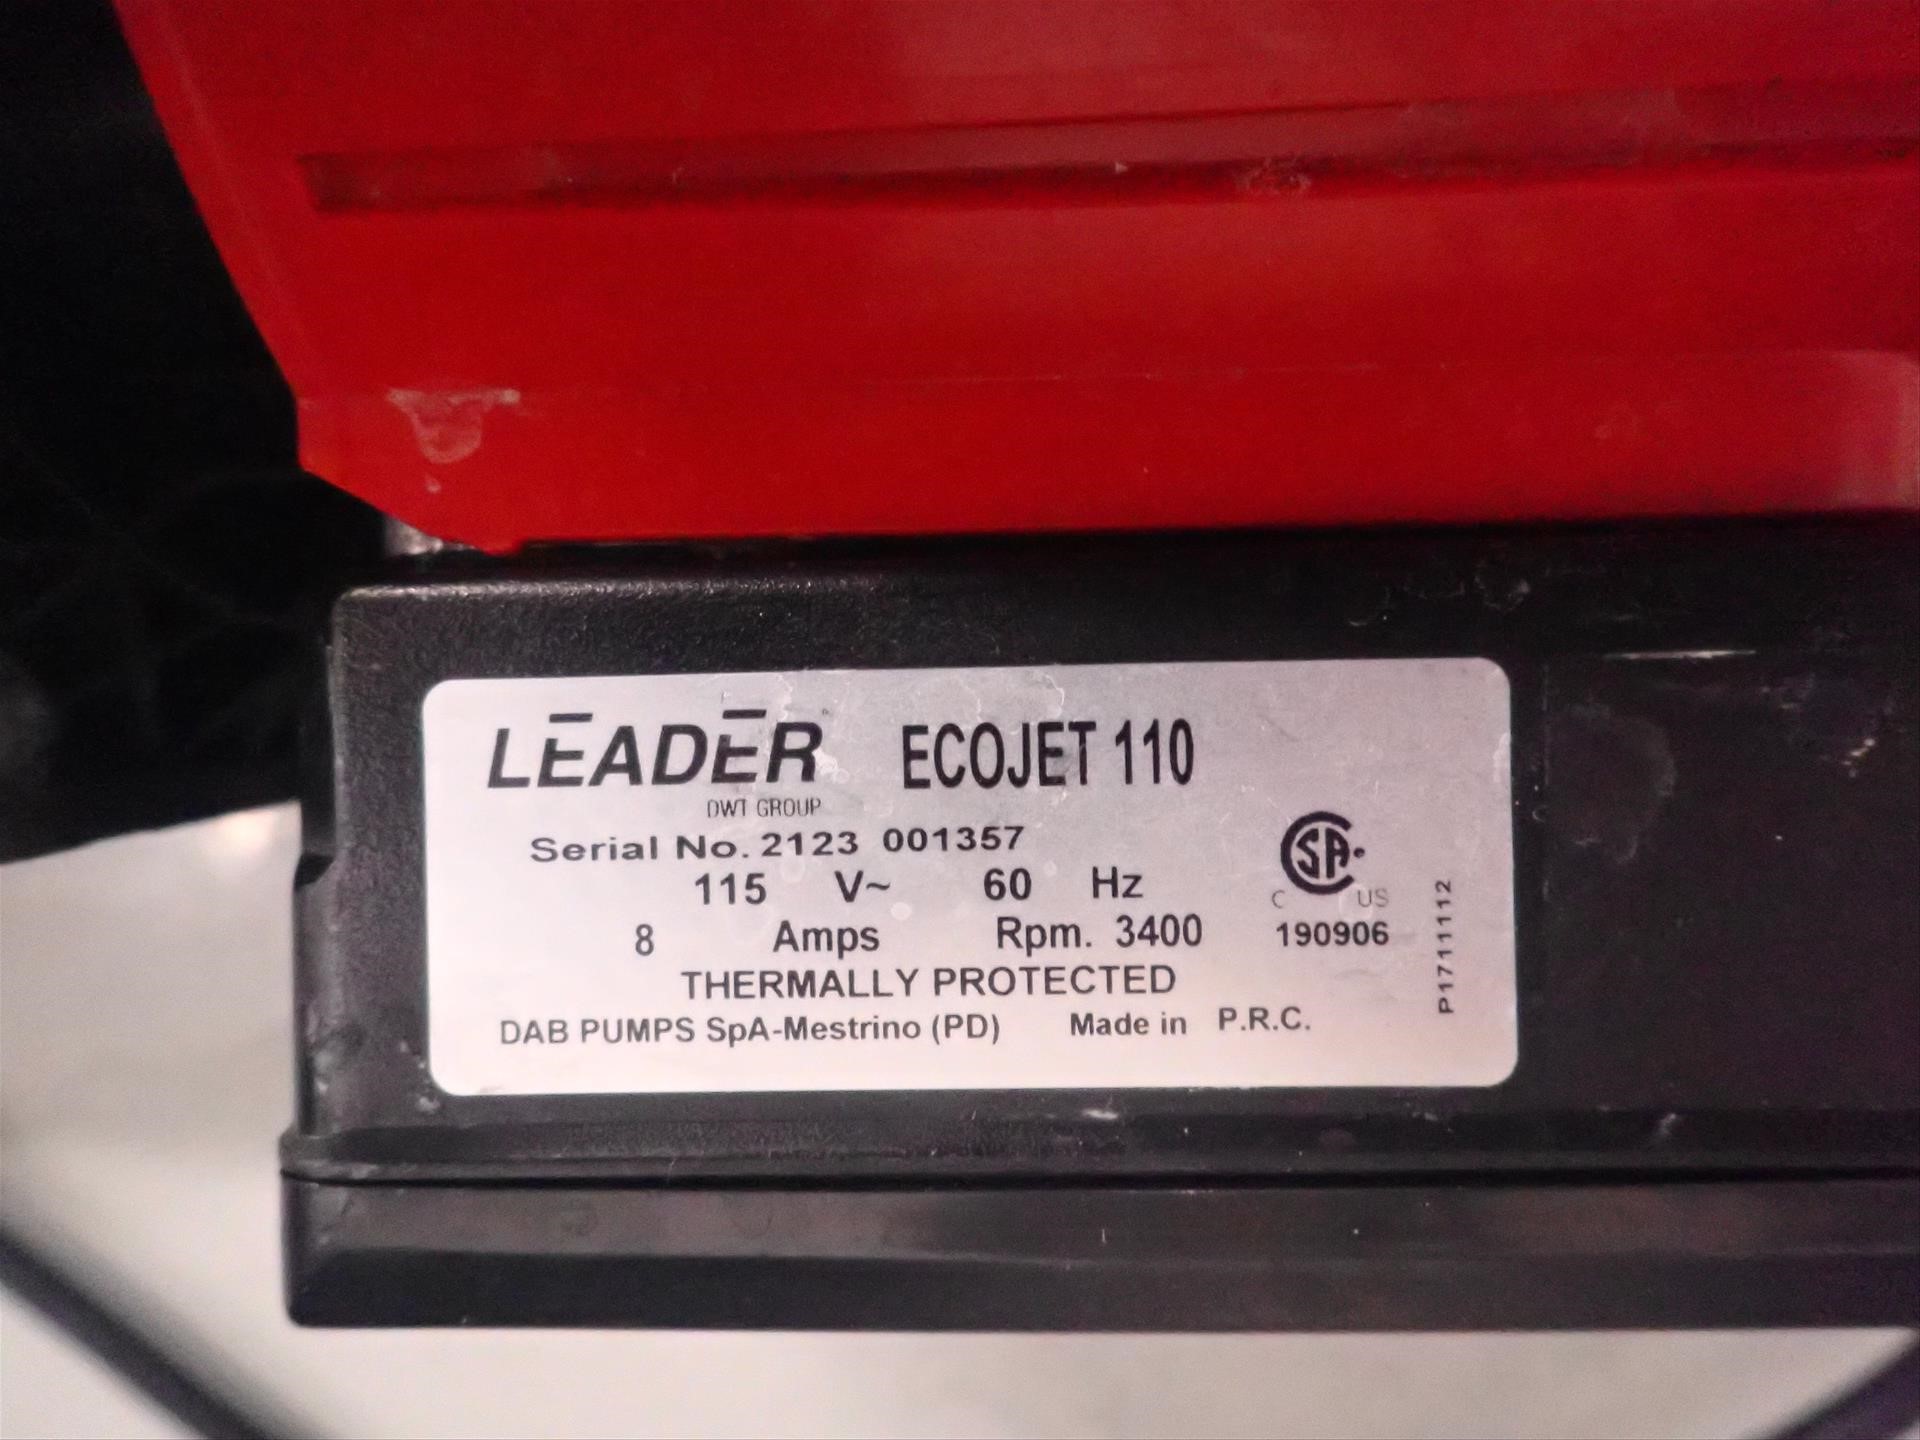 LEADER ECOJET 110
DWT GROUP
Serial No. 2123 001357
115 V~ 60 Hz
8 Amps Rpm. 3400
THERMALLY PROTECTED
DAB PUMPS SpA-Mestrino (PD) Made in P.R.C.
SA
C US
190906
P1711112